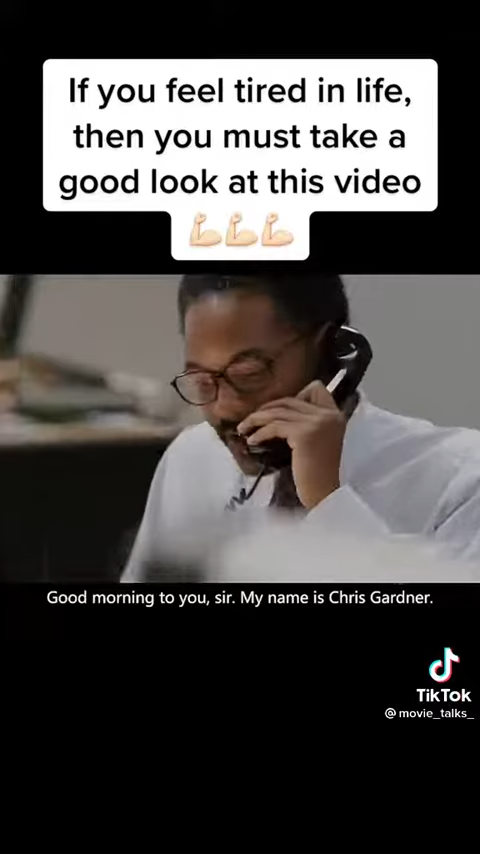 If you feel tired in life,
then you must take a
good look at this video
💪🏻💪🏻💪🏻
Good morning to you, sir. My name is Chris Gardner.
TikTok
@movie_talks_